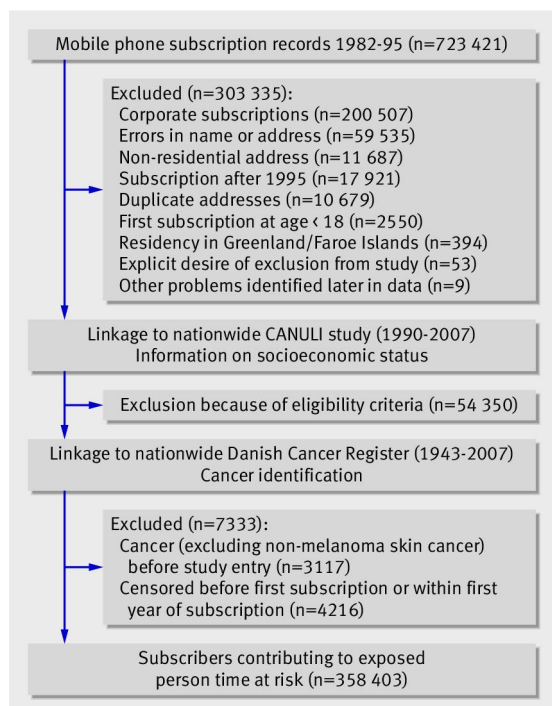 Mobile phone subscription records 1982-95 (n=723 421)
Excluded (n=303 335):
Corporate subscriptions (n=200 507)
Errors in name or address (n=59 535)
Non-residential address (n=11 687)
Subscription after 1995 (n=17 921)
Duplicate addresses (n=10 679)
First subscription at age < 18 (n=2550)
Residency in Greenland/Faroe Islands (n=394)
Explicit desire of exclusion from study (n=53)
Other problems identified later in data (n=9)
Linkage to nationwide CANULI study (1990-2007)
Information on socioeconomic status
Exclusion because of eligibility criteria (n=54 350)
Linkage to nationwide Danish Cancer Register (1943-2007)
Cancer identification
Excluded (n=7333):
Cancer (excluding non-melanoma skin cancer)
before study entry (n=3117)
Censored before first subscription or within first
year of subscription (n=4216)
Subscribers contributing to exposed
person time at risk (n=358 403)